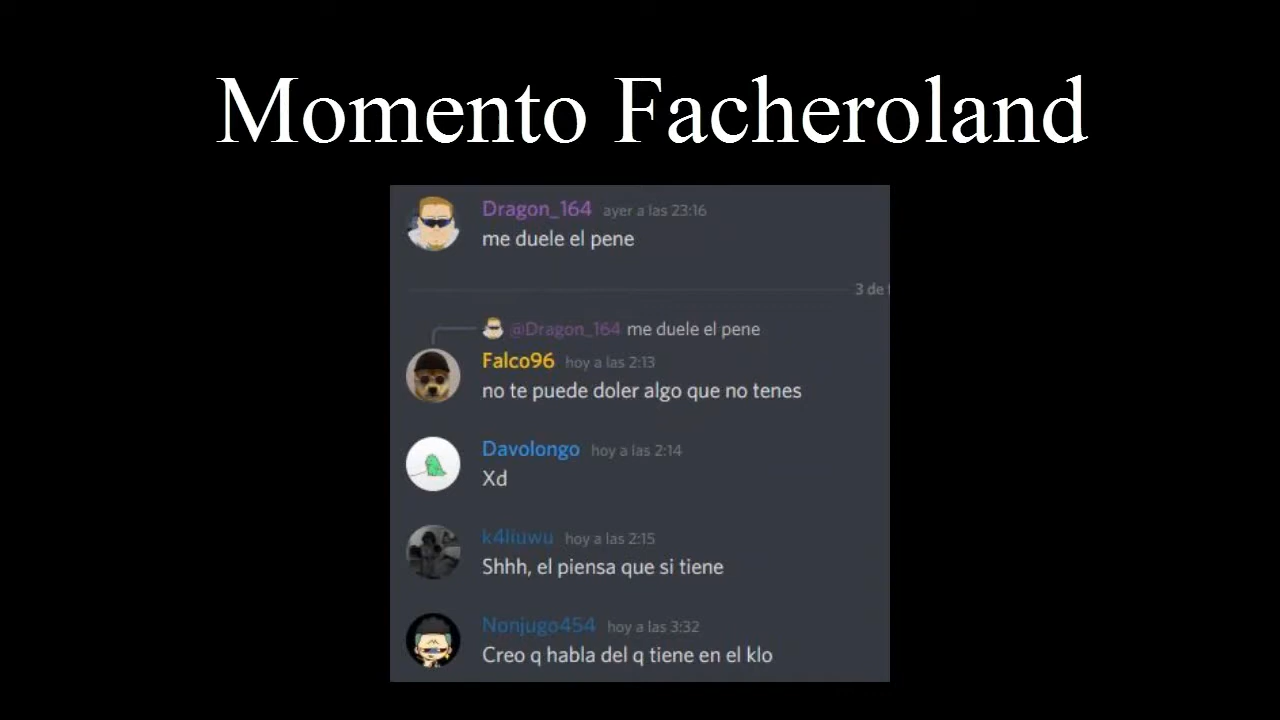 Momento Facheroland
Dragon_164 ayer a las 23:16
me duele el pene
3 de
@Dragon_164 me duele el pene
Falco96 hoy a las 2:13
no te puede doler algo que no tenes
Davolongo hoy a las 2:14
Xd
k4liuwu hoy a las 2:15
Shhh, el piensa que si tiene
Nonjugo454 hoy a las 3:32
Creo q habla del q tiene en el klo